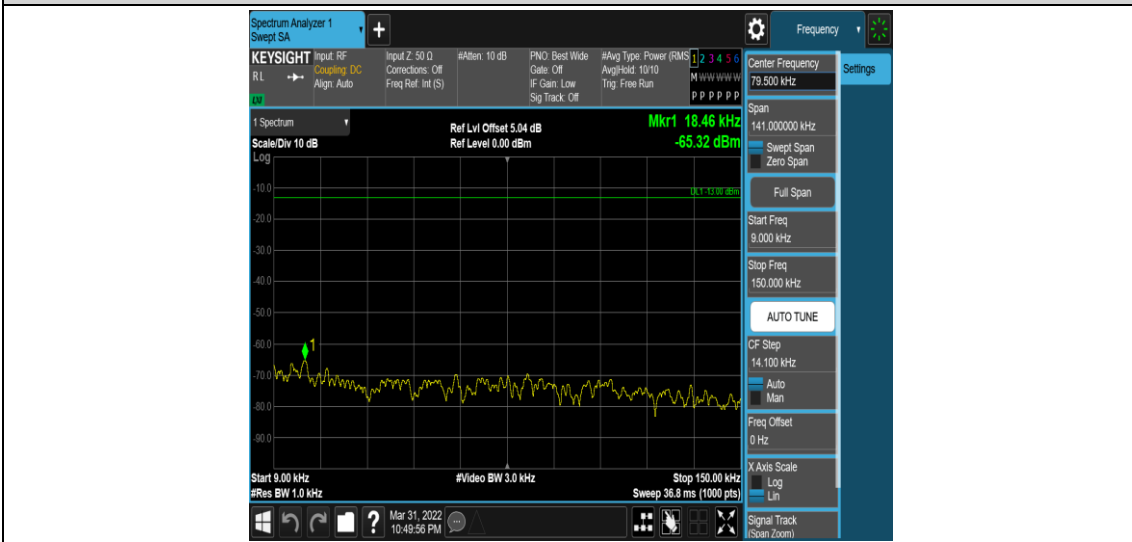 Spectrum Analyzer 1
Swept SA
+
Frequency
KEYSIGHT
R L
LXI
Input: RF
Coupling: DC
Align: Auto
Input Z: 50 Ω
Corrections: Off
Freq Ref: Int (S)
#Atten: 10 dB
PNO: Best Wide
Gate: Off
IF Gain: Low
Sig Track: Off
#Avg Type: Power (RMS
Avg|Hold: 10/10
Trig: Free Run
1 2 3 4 5 6
M W W W W W
P P P P P P
Center Frequency
79.500 kHz
Settings
Span
141.000000 kHz
Swept Span
Zero Span
Full Span
Start Freq
9.000 kHz
Stop Freq
150.000 kHz
AUTO TUNE
CF Step
14.100 kHz
Auto
Man
Freq Offset
0 Hz
X Axis Scale
Log
Lin
Signal Track
(Span Zoom)
1 Spectrum
Scale/Div 10 dB
Log
Ref Lvl Offset 5.04 dB
Ref Level 0.00 dBm
Mkr1 18.46 kHz
-65.32 dBm
DL1 -13.00 dBm
-10.0
-20.0
-30.0
-40.0
-50.0
-60.0
1
-70.0
-80.0
-90.0
Start 9.00 kHz
#Res BW 1.0 kHz
#Video BW 3.0 kHz
Stop 150.00 kHz
Sweep 36.8 ms (1000 pts)
?
Mar 31, 2022
10:49:56 PM